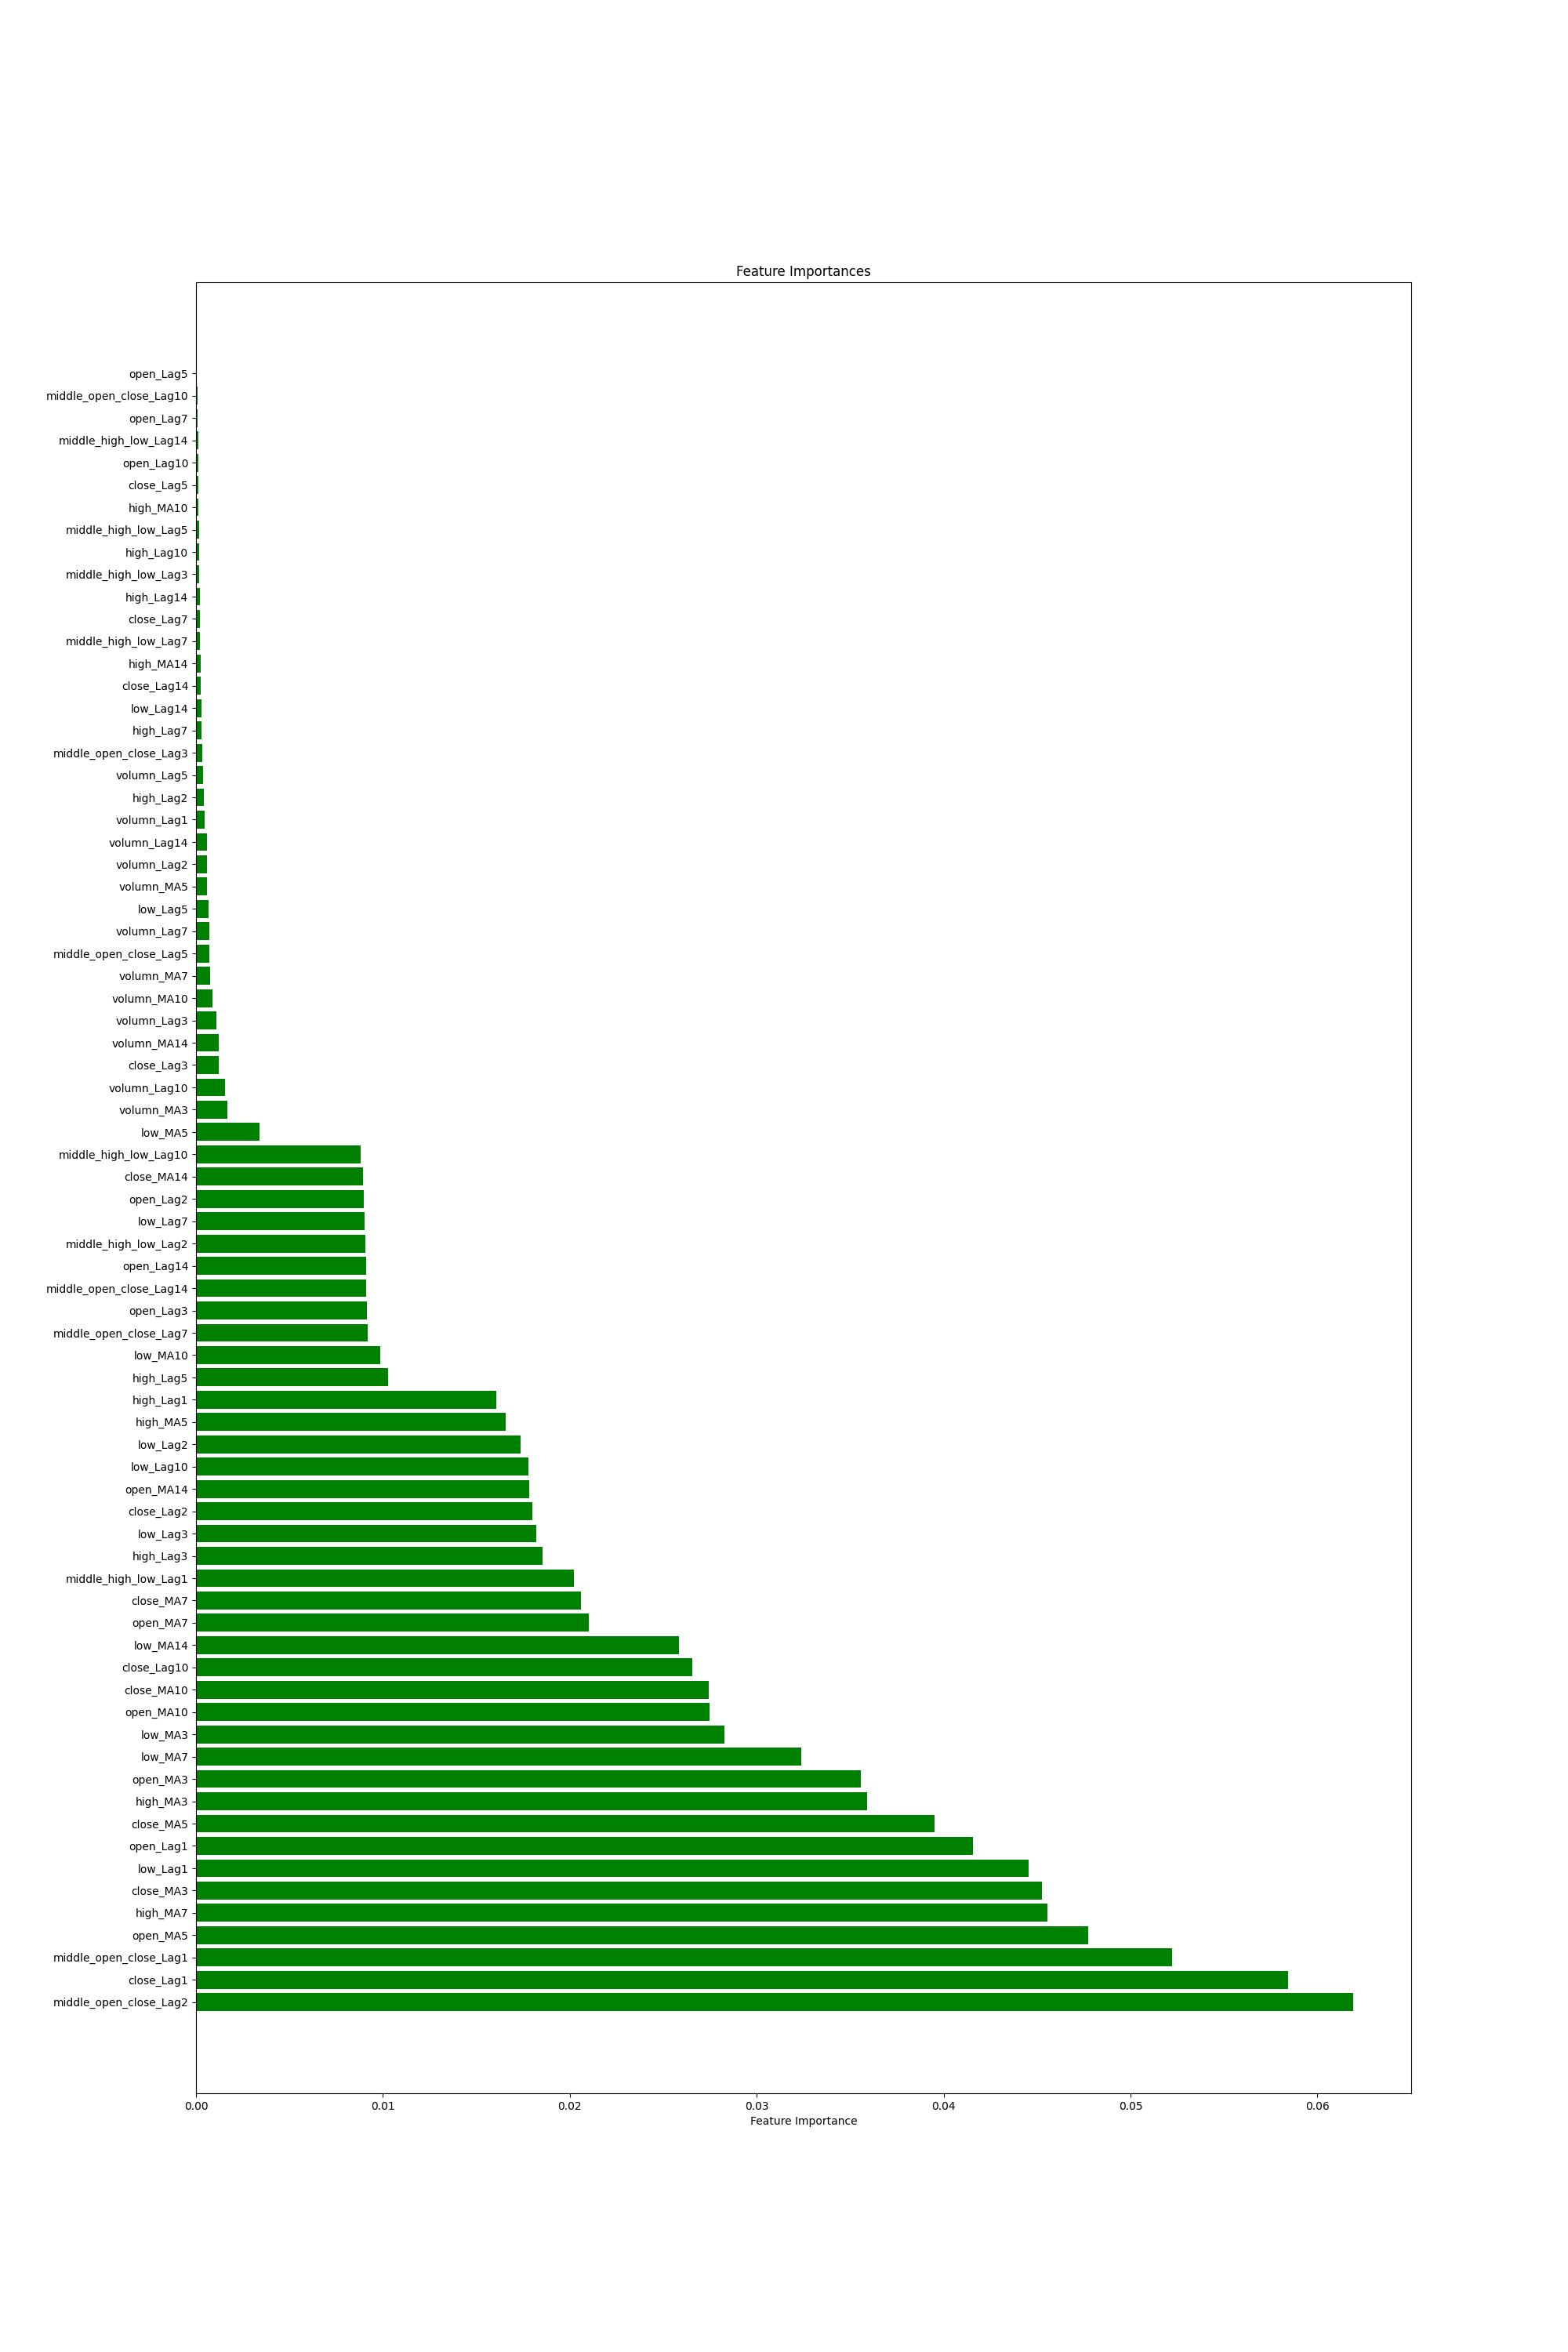 Feature Importances
open_Lag5
middle_open_close_Lag10
open_Lag7
middle_high_low_Lag14
open_Lag10
close_Lag5
high_MA10
middle_high_low_Lag5
high_Lag10
middle_high_low_Lag3
high_Lag14
close_Lag7
middle_high_low_Lag7
high_MA14
close_Lag14
low_Lag14
high_Lag7
middle_open_close_Lag3
volumn_Lag5
high_Lag2
volumn_Lag1
volumn_Lag14
volumn_Lag2
volumn_MA5
low_Lag5
volumn_Lag7
middle_open_close_Lag5
volumn_MA7
volumn_MA10
volumn_Lag3
volumn_MA14
close_Lag3
volumn_Lag10
volumn_MA3
low_MA5
middle_high_low_Lag10
close_MA14
open_Lag2
low_Lag7
middle_high_low_Lag2
open_Lag14
middle_open_close_Lag14
open_Lag3
middle_open_close_Lag7
low_MA10
high_Lag5
high_Lag1
high_MA5
low_Lag2
low_Lag10
open_MA14
close_Lag2
low_Lag3
high_Lag3
middle_high_low_Lag1
close_MA7
open_MA7
low_MA14
close_Lag10
close_MA10
open_MA10
low_MA3
low_MA7
open_MA3
high_MA3
close_MA5
open_Lag1
low_Lag1
close_MA3
high_MA7
open_MA5
middle_open_close_Lag1
close_Lag1
middle_open_close_Lag2
0.00 0.01 0.02 0.03 0.04 0.05 0.06
Feature Importance